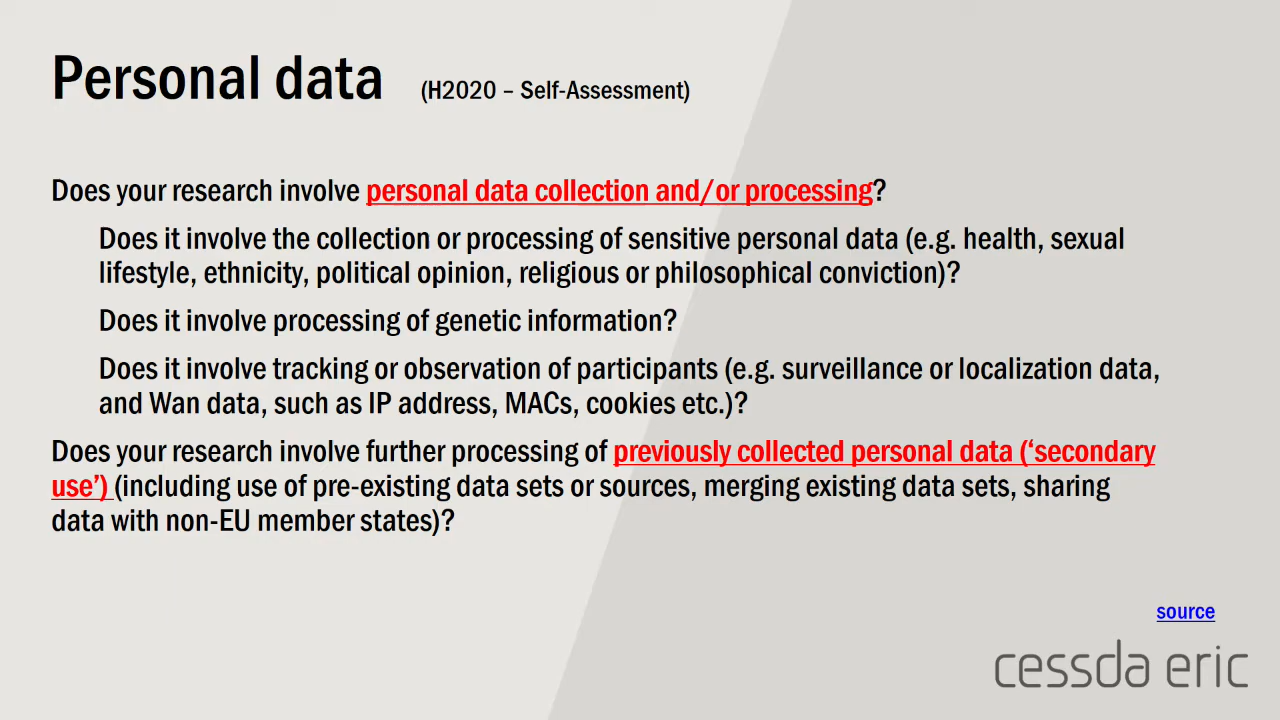 Personal data (H2020 – Self-Assessment)
Does your research involve personal data collection and/or processing?
Does it involve the collection or processing of sensitive personal data (e.g. health, sexual
lifestyle, ethnicity, political opinion, religious or philosophical conviction)?
Does it involve processing of genetic information?
Does it involve tracking or observation of participants (e.g. surveillance or localization data,
and Wan data, such as IP address, MACs, cookies etc.)?
Does your research involve further processing of previously collected personal data (‘secondary
use’) (including use of pre-existing data sets or sources, merging existing data sets, sharing
data with non-EU member states)?
source
cessda eric